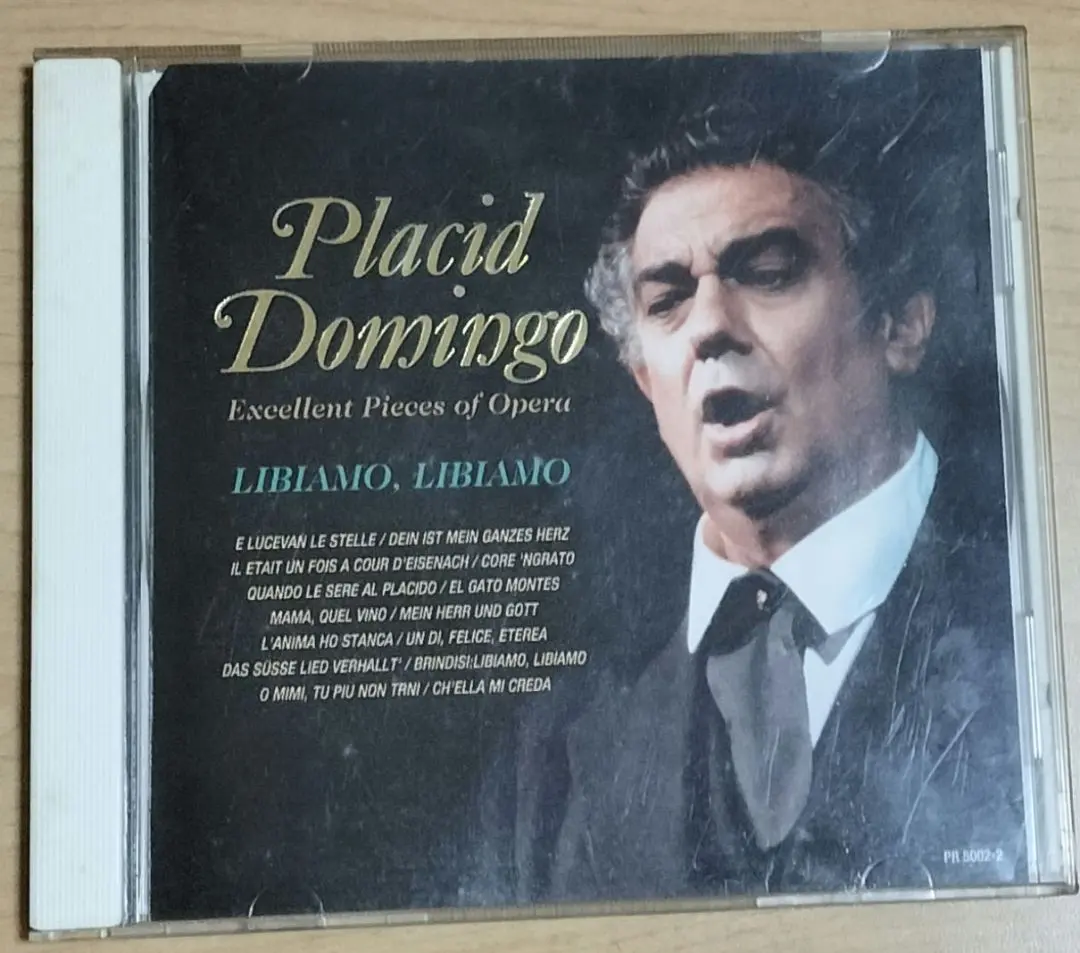 Placid
Domingo
Excellent Pieces of Opera
LIBIAMO, LIBIAMO
E LUCEVAN LE STELLE / DEIN IST MEIN GANZES HERZ
IL ETAIT UN FOIS A COUR D'EISENACH / CORE 'NGRATO
QUANDO LE SERE AL PLACIDO / EL GATO MONTES
MAMA, QUEL VINO / MEIN HERR UND GOTT
L'ANIMA HO STANCA / UN DI, FELICE, ETEREA
DAS SÜSSE LIED VERHALLT' / BRINDISI:LIBIAMO, LIBIAMO
O MIMI, TU PIU NON TRNI / CH'ELLA MI CREDA
PR 8002-2